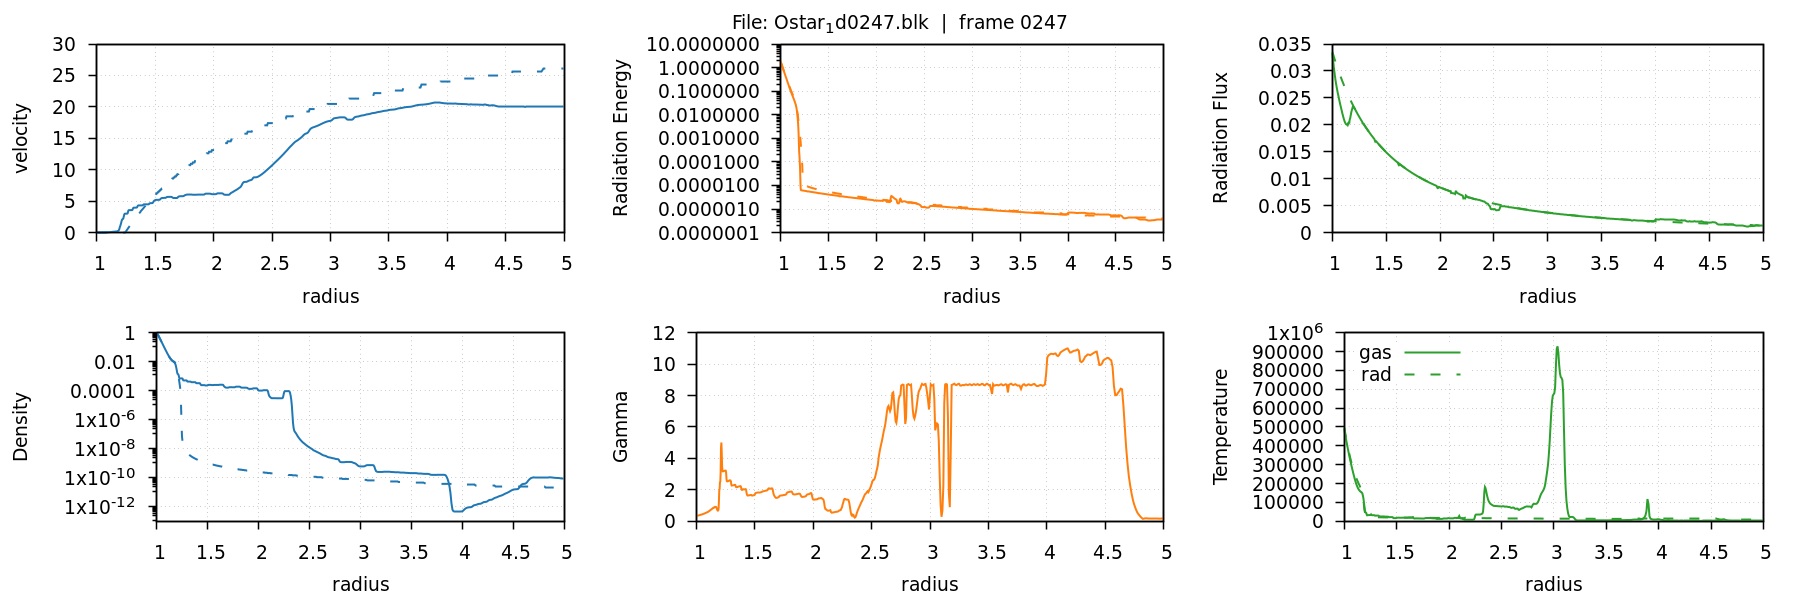 File: Ostar1d0247.blk | frame 0247
30
25
20
15
10
5
0
velocity
1 1.5 2 2.5 3 3.5 4 4.5 5
radius
10.0000000
1.0000000
0.1000000
0.0100000
0.0010000
0.0001000
0.0000100
0.0000010
0.0000001
Radiation Energy
1 1.5 2 2.5 3 3.5 4 4.5 5
radius
0.035
0.03
0.025
0.02
0.015
0.01
0.005
0
Radiation Flux
1 1.5 2 2.5 3 3.5 4 4.5 5
radius
1
0.01
0.0001
1x10-6
1x10-8
1x10-10
1x10-12
Density
1 1.5 2 2.5 3 3.5 4 4.5 5
radius
12
10
8
6
4
2
0
Gamma
1 1.5 2 2.5 3 3.5 4 4.5 5
radius
1x106
900000
800000
700000
600000
500000
400000
300000
200000
100000
0
Temperature
gas
rad
1 1.5 2 2.5 3 3.5 4 4.5 5
radius